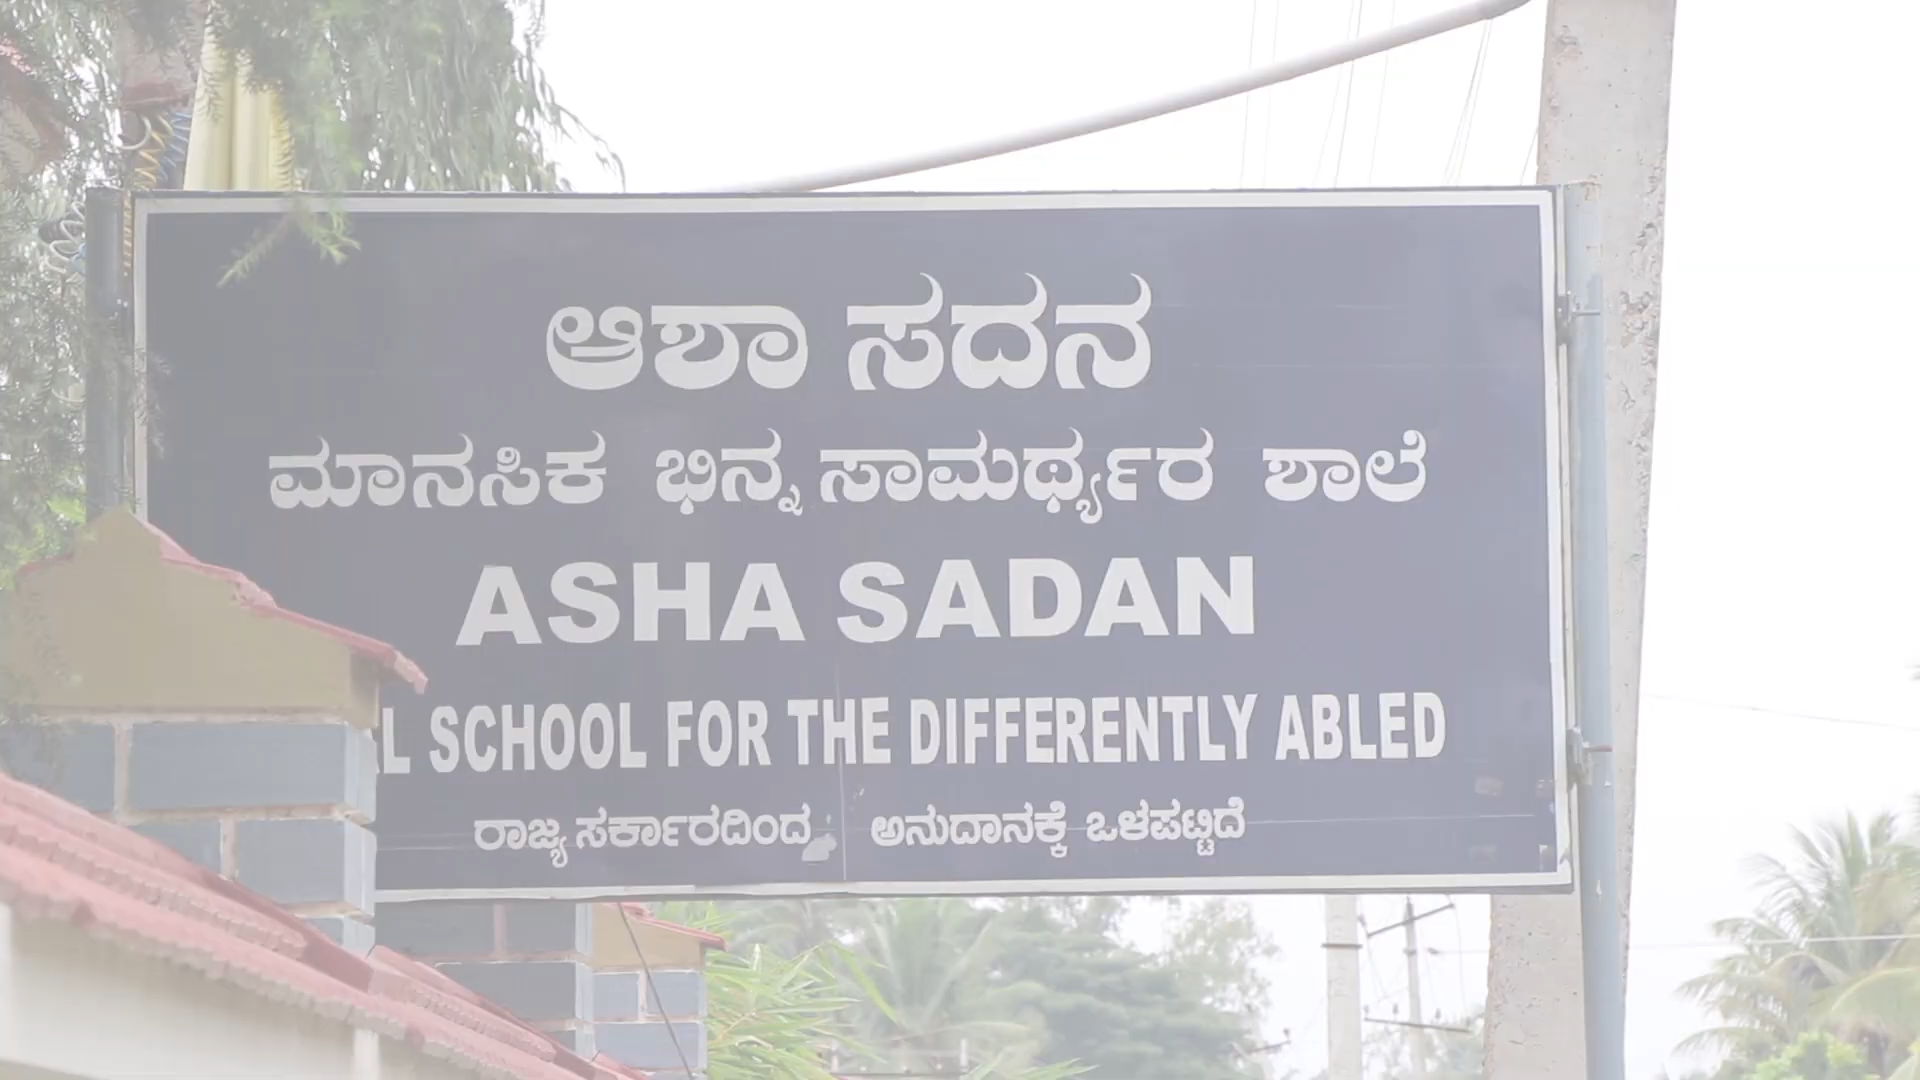 ಆಶಾ ಸದನ
ಮಾನಸಿಕ ಭಿನ್ನ ಸಾಮರ್ಥ್ಯರ ಶಾಲೆ
ASHA SADAN
SCHOOL FOR THE DIFFERENTLY ABLED
ರಾಜ್ಯ ಸರ್ಕಾರದಿಂದ ಅನುದಾನಕ್ಕೆ ಒಳಪಟ್ಟಿದೆ